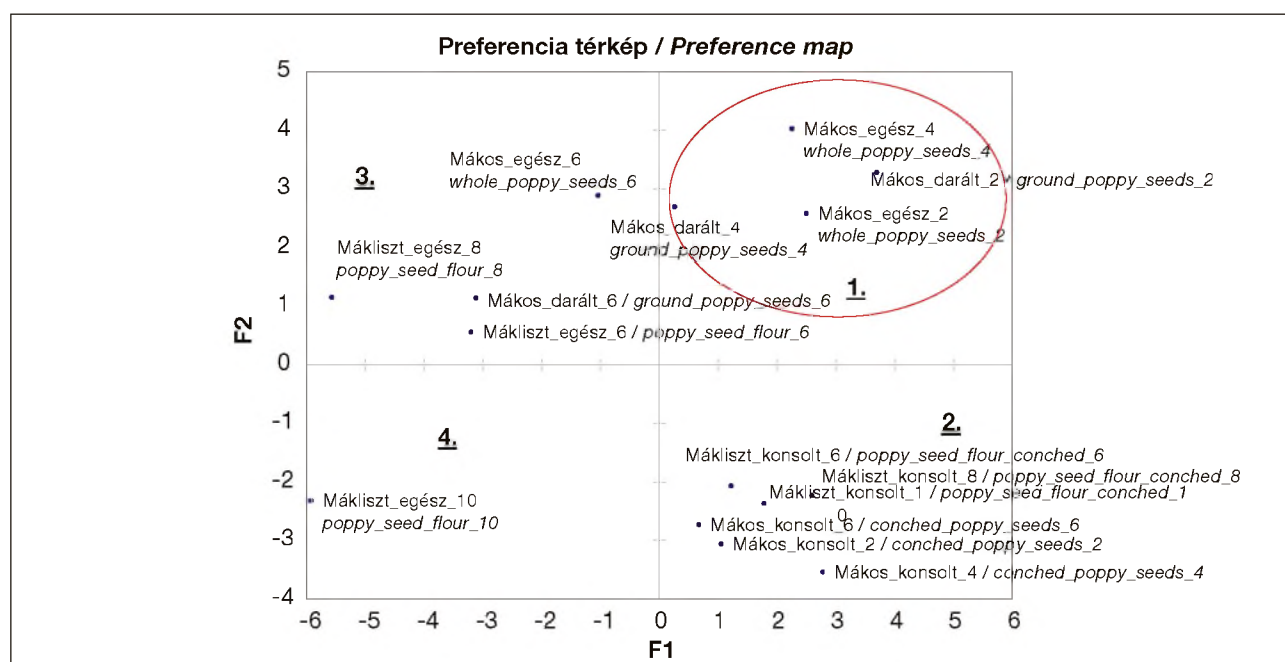 Preferencia térkép / Preference map
5
4
3
2
1
0
-1
-2
-3
-4
F2
Mákos_egész_4
whole_poppy_seeds_4
Mákos_egész_6
whole_poppy_seeds_6
3.
Mákos_darált_2 / ground_poppy_seeds_2
Mákos_egész_2
whole_poppy_seeds_2
Mákos_darált_4
ground_poppy_seeds_4
Mákliszt_egész_8
poppy_seed_flour_8
1.
Mákos_darált_6 / ground_poppy_seeds_6
Mákliszt_egész_6 / poppy_seed_flour_6
4.
2.
Mákliszt_konsolt_6 / poppy_seed_flour_conched_6
Mákliszt_konsolt_8 / poppy_seed_flour_conched_8
Mákliszt_konsolt_1 / poppy_seed_flour_conched_1
0
Mákliszt_egész_10
poppy_seed_flour_10
Mákos_konsolt_6 / conched_poppy_seeds_6
Mákos_konsolt_2 / conched_poppy_seeds_2
Mákos_konsolt_4 / conched_poppy_seeds_4
-6 -5 -4 -3 -2 -1 0 1 2 3 4 5 6
F1